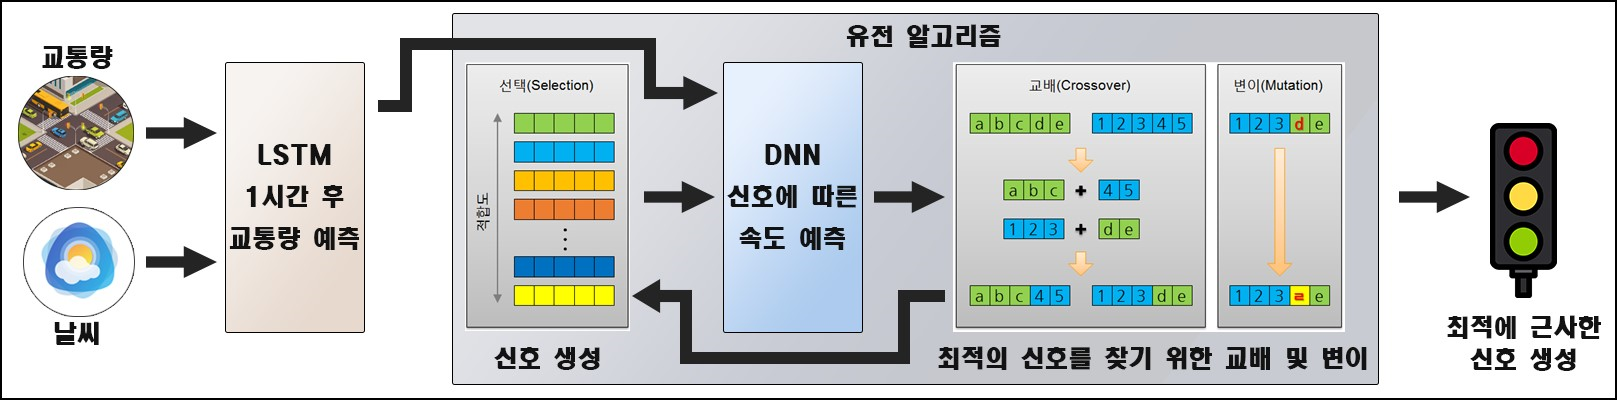 교통량
날씨
LSTM
1시간 후
교통량 예측
유전 알고리즘
선택(Selection)
적합도
신호 생성
DNN
신호에 따른
속도 예측
교배(Crossover)
a b c d e 1 2 3 4 5
a b c + 4 5
1 2 3 + d e
a b c 4 5 1 2 3 d e
변이(Mutation)
1 2 3 d e
1 2 3 ㄹ e
최적의 신호를 찾기 위한 교배 및 변이
최적에 근사한
신호 생성